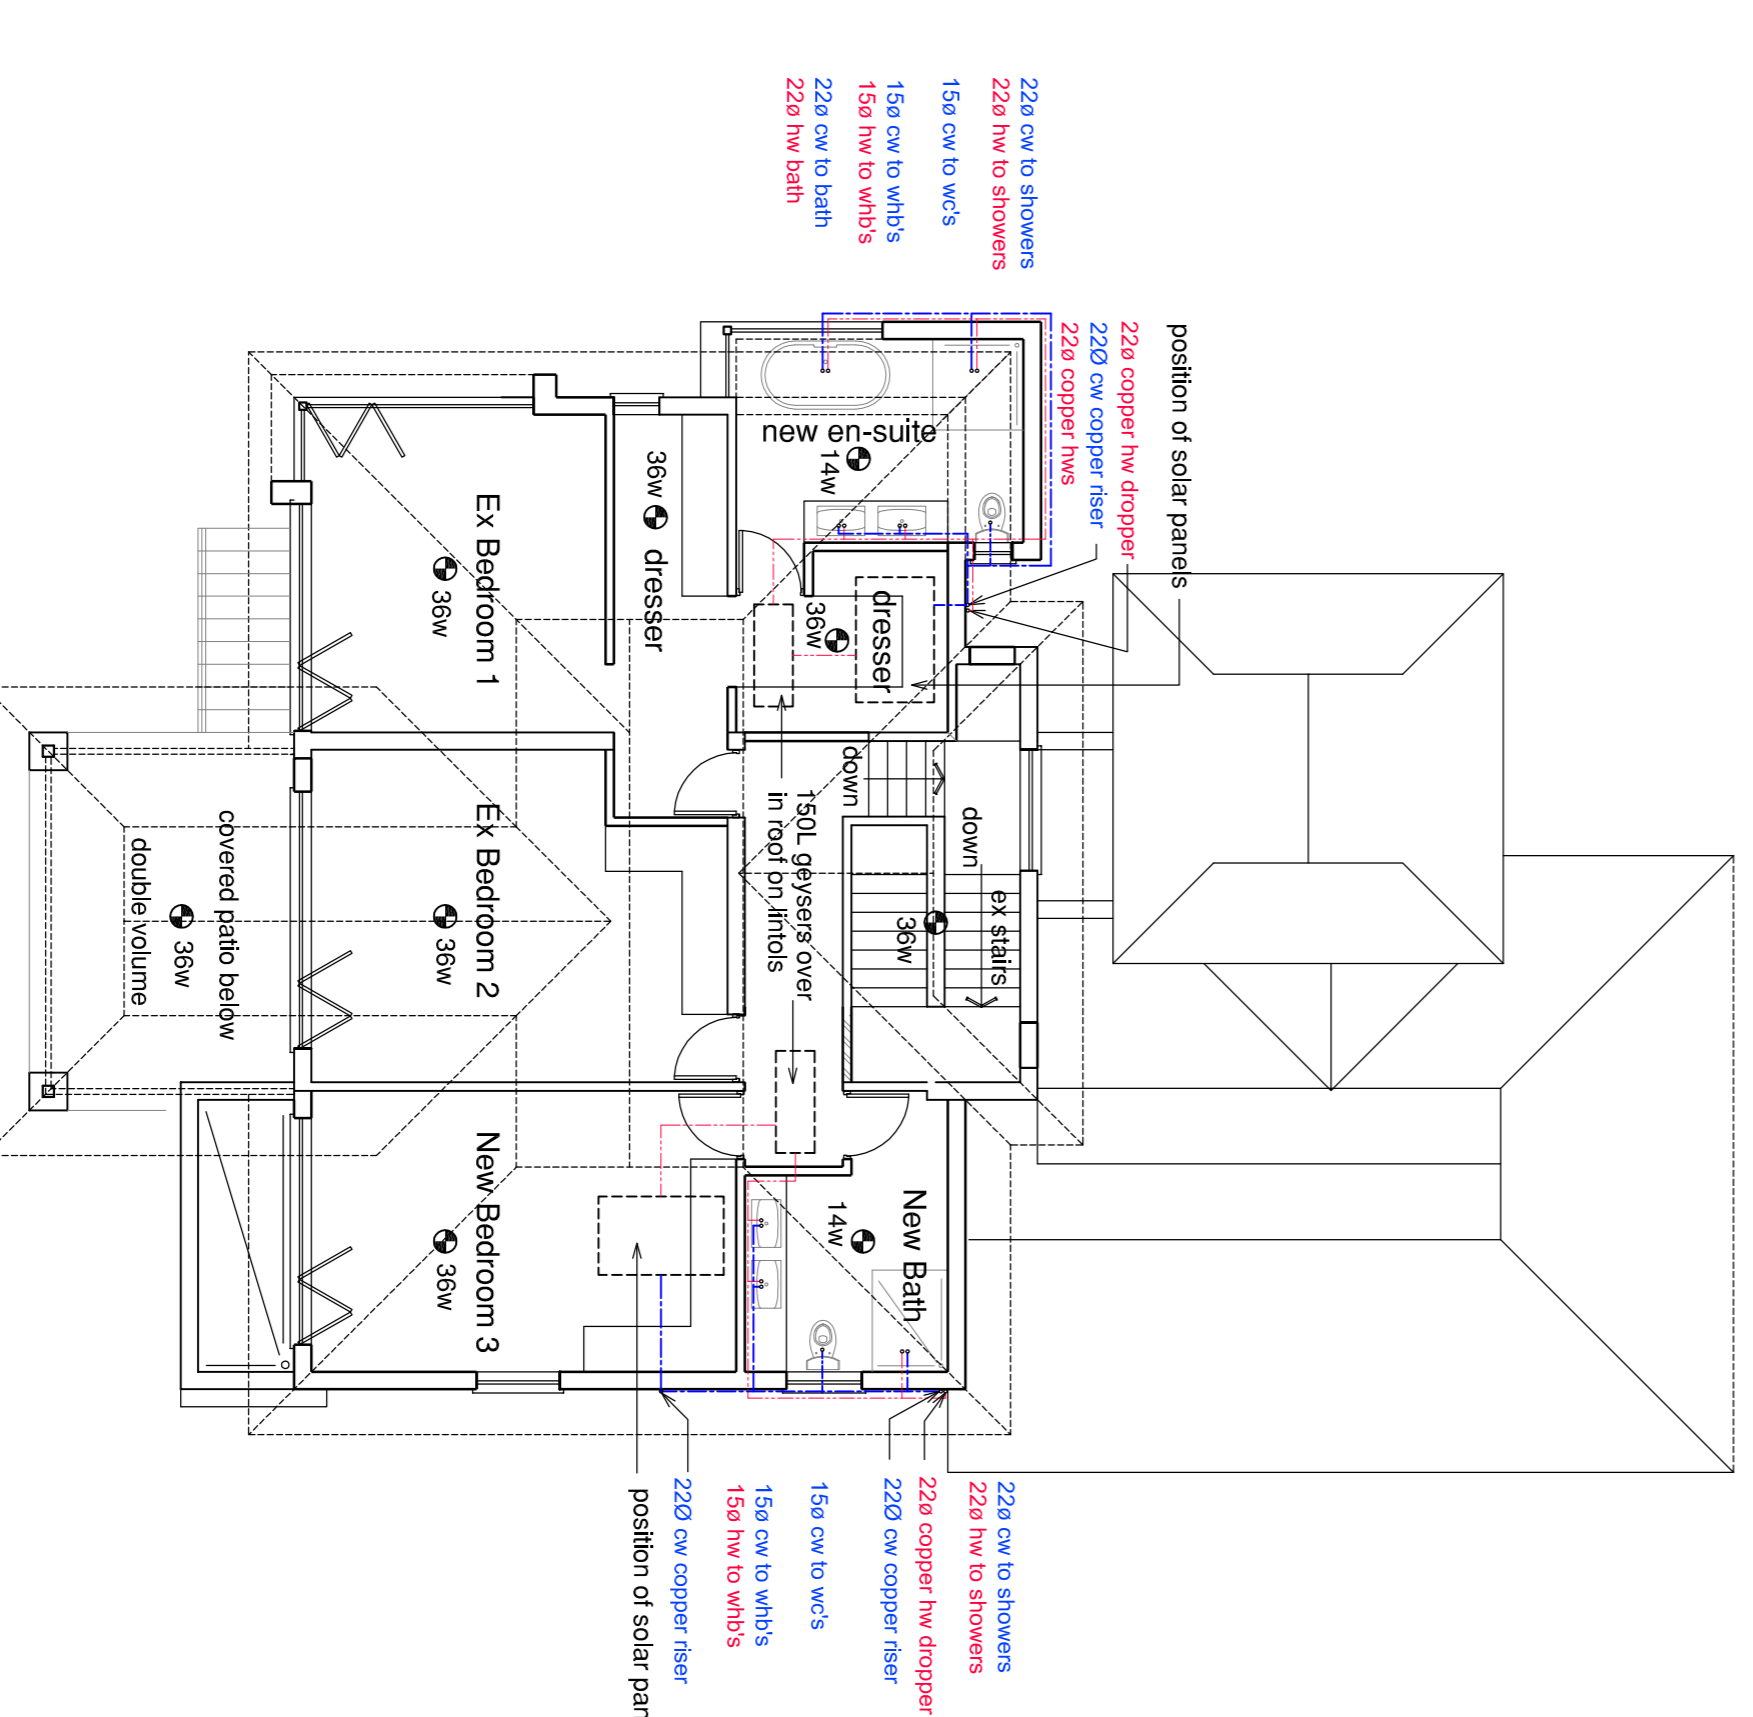 22ø cw to showers
22ø hw to showers
15ø cw to wc's
15ø cw to whb's
15ø hw to whb's
22ø cw to bath
22ø hw bath
position of solar panels
22ø copper hw dropper
22Ø cw copper riser
22ø copper hws
new en-suite
14w
36w
dresser
dresser
36w
Ex Bedroom 1
36w
down
down
ex stairs
36w
150L geysers over
in roof on lintols
Ex Bedroom 2
36w
covered patio below
double volume
36w
New Bath
14w
New Bedroom 3
36w
22ø cw to showers
22ø hw to showers
22ø copper hw dropper
22Ø cw copper riser
15ø cw to wc's
15ø cw to whb's
15ø hw to whb's
22Ø cw copper riser
position of solar pan